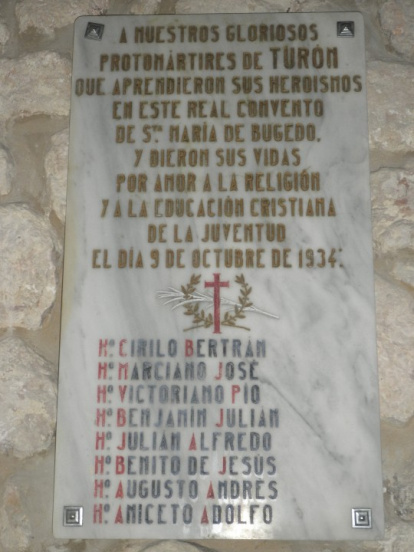 A NUESTROS GLORIOSOS
PROTOMÁRTIRES DE TURÓN
QUE APRENDIERON SUS HEROISMOS
EN ESTE REAL CONVENTO
DE STA MARÍA DE BUGEDO.
Y DIERON SUS VIDAS
POR AMOR A LA RELIGIÓN
Y A LA EDUCACIÓN CRISTIANA
DE LA JUVENTUD
EL DÍA 9 DE OCTUBRE DE 1934.
Hº CIRILO BERTRÁN
Hº MARCIANO JOSÉ
Hº VICTORIANO PÍO
Hº BENJAMÍN JULIÁN
Hº JULIÁN ALFREDO
Hº BENITO DE JESÚS
Hº AUGUSTO ANDRÉS
Hº ANICETO ADOLFO